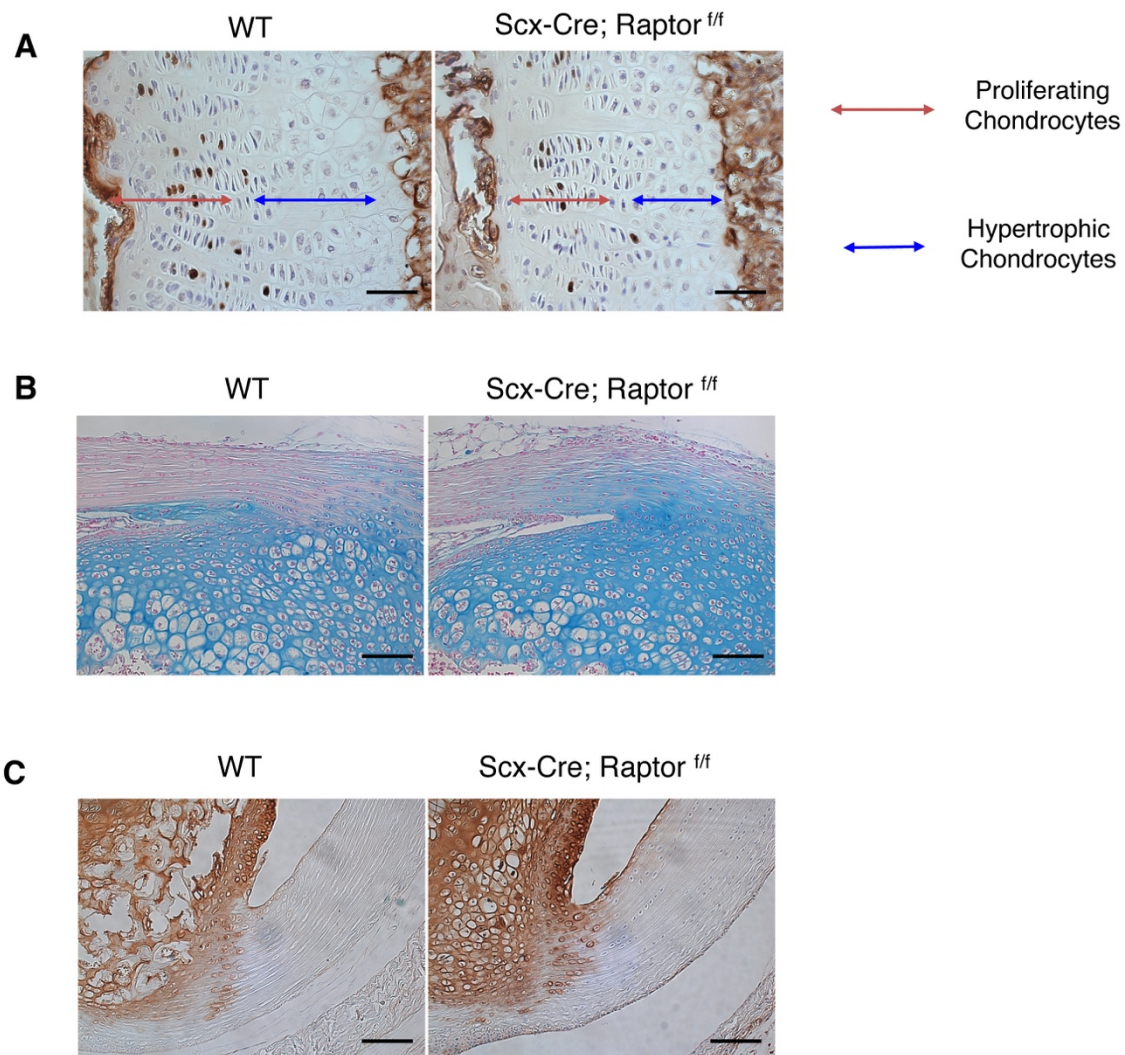 A
WT
Scx-Cre; Raptor f/f
Proliferating
Chondrocytes
Hypertrophic
Chondrocytes
B
WT
Scx-Cre; Raptor f/f
C
WT
Scx-Cre; Raptor f/f